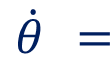 θ̇ =